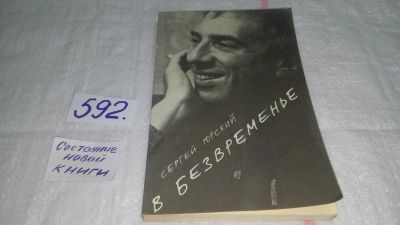 592.
Состояние
новой
книги
СЕРГЕЙ ЮРСКИЙ
В БЕЗВРЕМЕНЬЕ